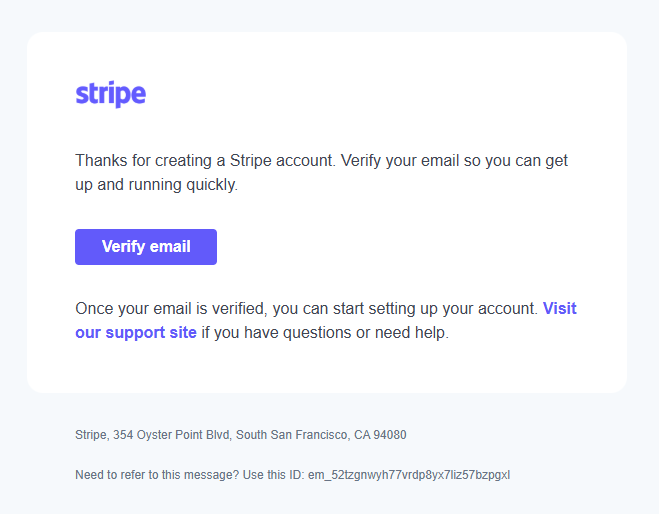 stripe
Thanks for creating a Stripe account. Verify your email so you can get
up and running quickly.
Verify email
Once your email is verified, you can start setting up your account. Visit
our support site if you have questions or need help.
Stripe, 354 Oyster Point Blvd, South San Francisco, CA 94080
Need to refer to this message? Use this ID: em_52tzgnwyh77vrdp8yx7liz57bzpgxl